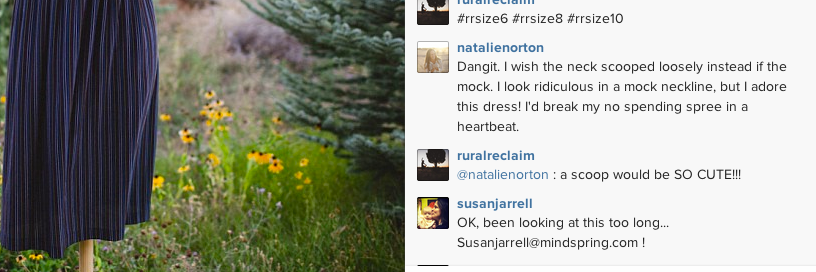 ruralreclaim
#rrsize6 #rrsize8 #rrsize10
natalienorton
Dangit. I wish the neck scooped loosely instead if the
mock. I look ridiculous in a mock neckline, but I adore
this dress! I'd break my no spending spree in a
heartbeat.
ruralreclaim
@natalienorton : a scoop would be SO CUTE!!!
susanjarrell
OK, been looking at this too long...
Susanjarrell@mindspring.com !